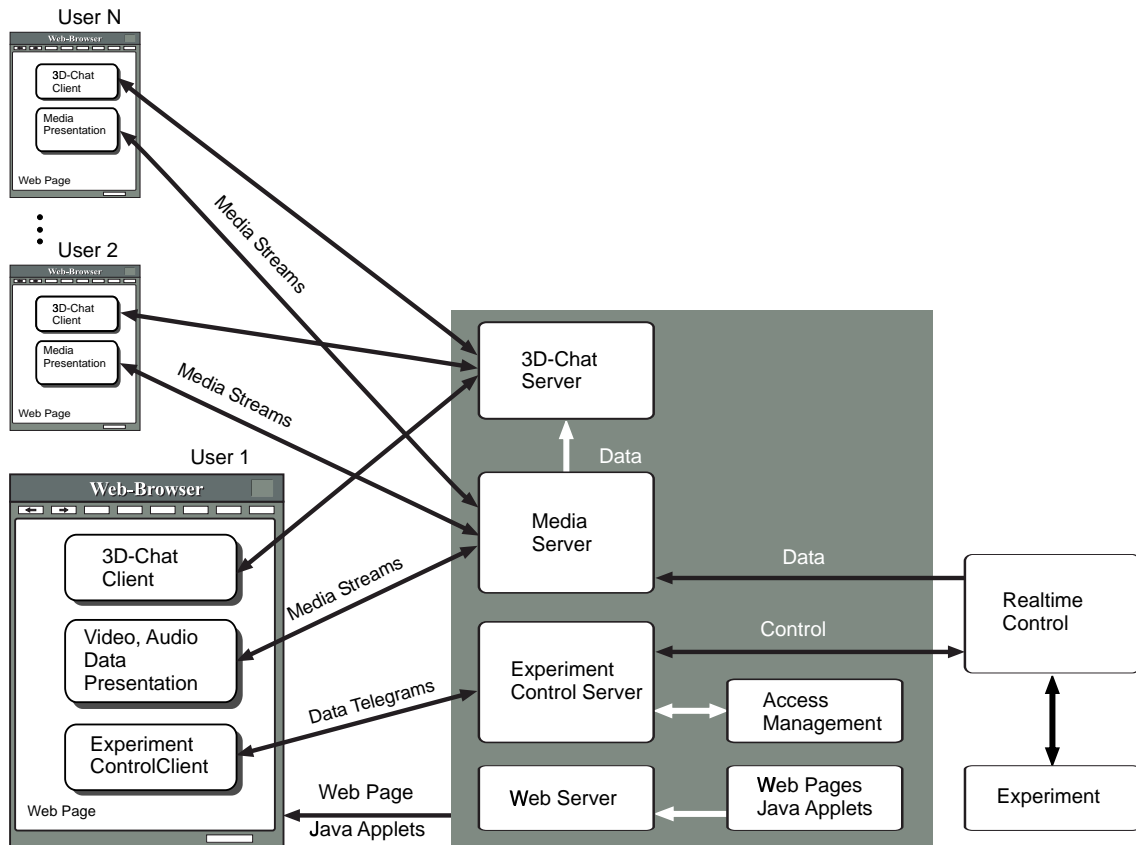 User N
Web-Browser
3D-Chat
Client
Media
Presentation
Web Page
User 2
Web-Browser
3D-Chat
Client
Media
Presentation
Web Page
User 1
Web-Browser
3D-Chat
Client
Video, Audio
Data
Presentation
Experiment
ControlClient
Web Page
Media Streams
Media Streams
Media Streams
Data Telegrams
Web Page
Java Applets
3D-Chat
Server
Data
Media
Server
Data
Control
Experiment
Control Server
Access
Management
Web Server
Web Pages
Java Applets
Realtime
Control
Experiment